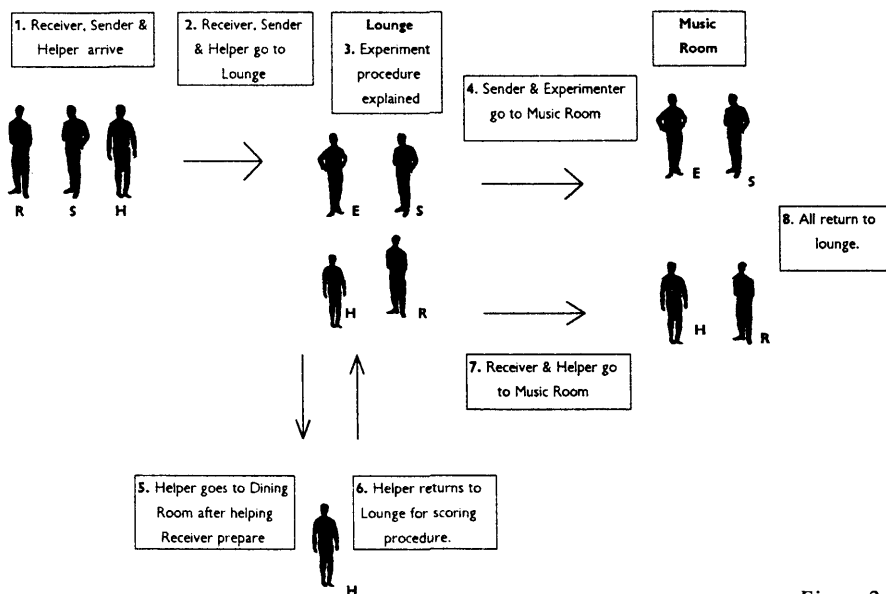 1. Receiver, Sender &
Helper arrive
2. Receiver, Sender
& Helper go to
Lounge
Lounge
3. Experiment
procedure
explained
Music
Room
4. Sender & Experimenter
go to Music Room
R
S
H
E
S
E
S
8. All return to
lounge.
H
R
H
R
7. Receiver & Helper go
to Music Room
5. Helper goes to Dining
Room after helping
Receiver prepare
6. Helper returns to
Lounge for scoring
procedure.
H